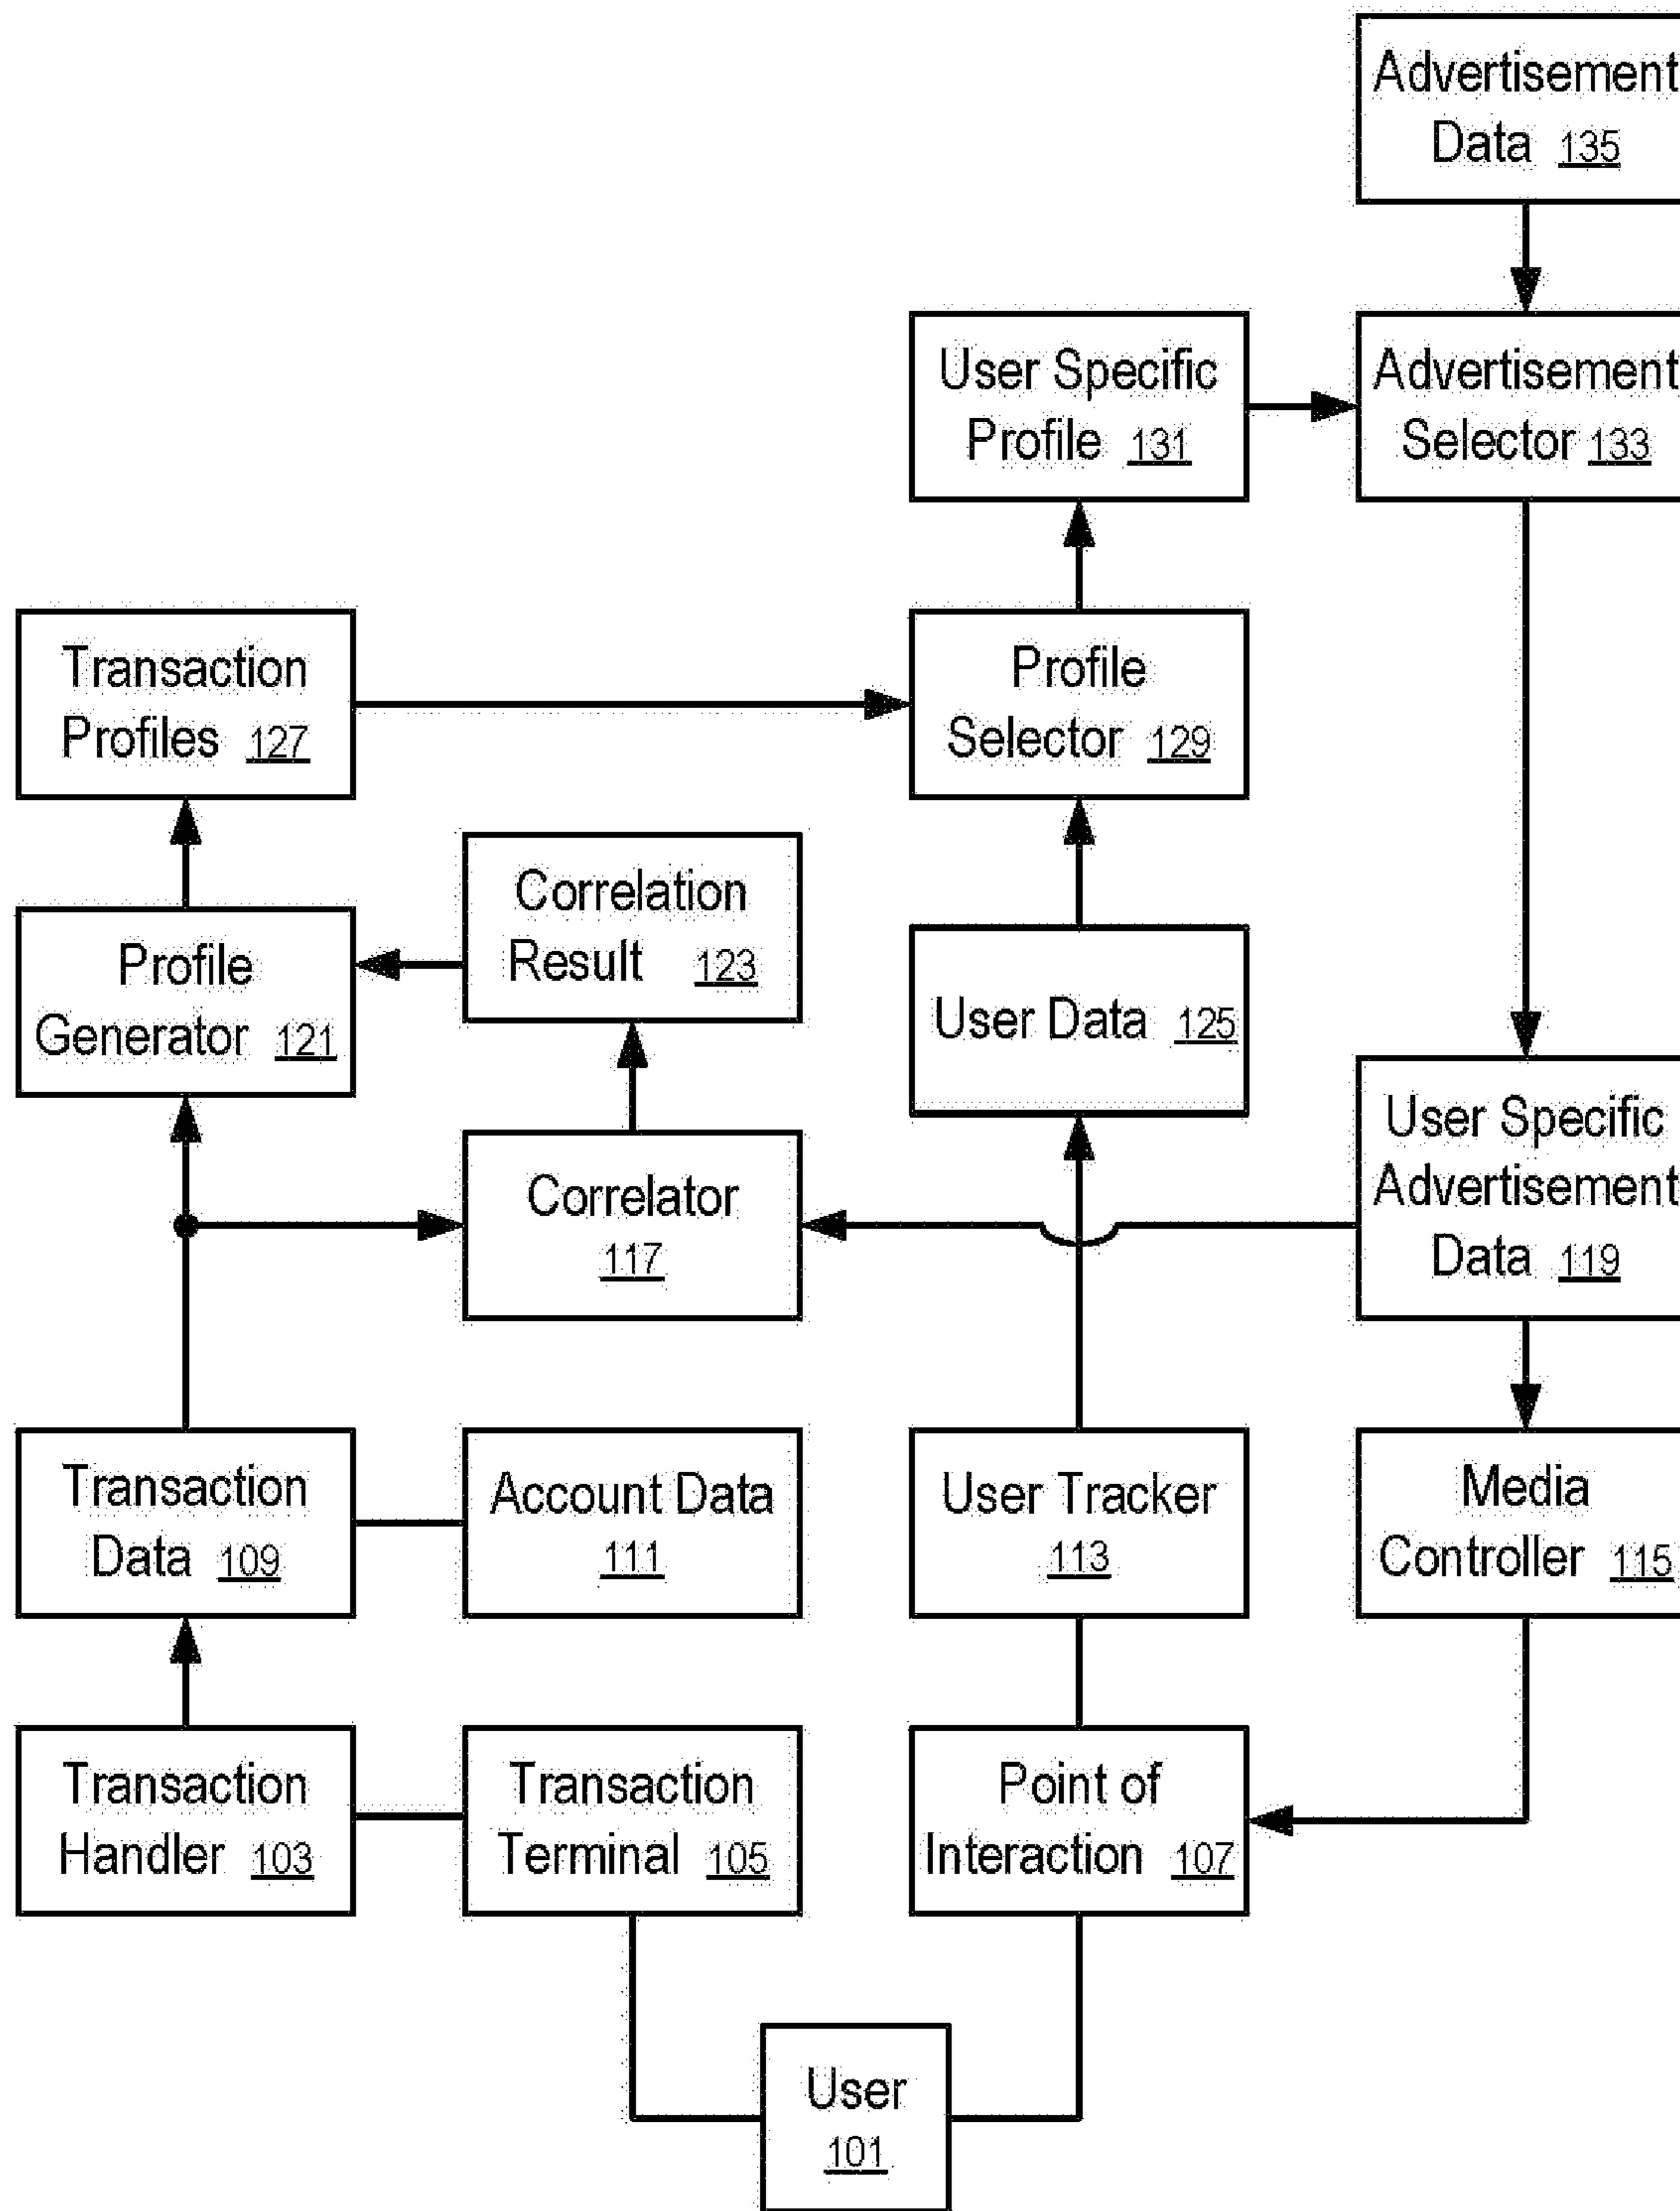 Advertisement
Data 135
User Specific
Profile 131
Advertisement
Selector 133
Transaction
Profiles 127
Profile
Selector 129
Correlation
Result 123
Profile
Generator 121
User Data 125
User Specific
Advertisement
Data 119
Correlator
117
Transaction
Data 109
Account Data
111
User Tracker
113
Media
Controller 115
Transaction
Handler 103
Transaction
Terminal 105
Point of
Interaction 107
User
101